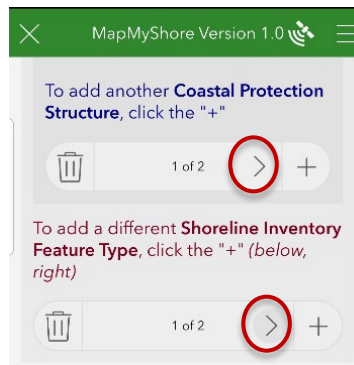 MapMyShore Version 1.0
To add another Coastal Protection
Structure, click the "+"
1 of 2
To add a different Shoreline Inventory
Feature Type, click the "+" (below,
right)
1 of 2